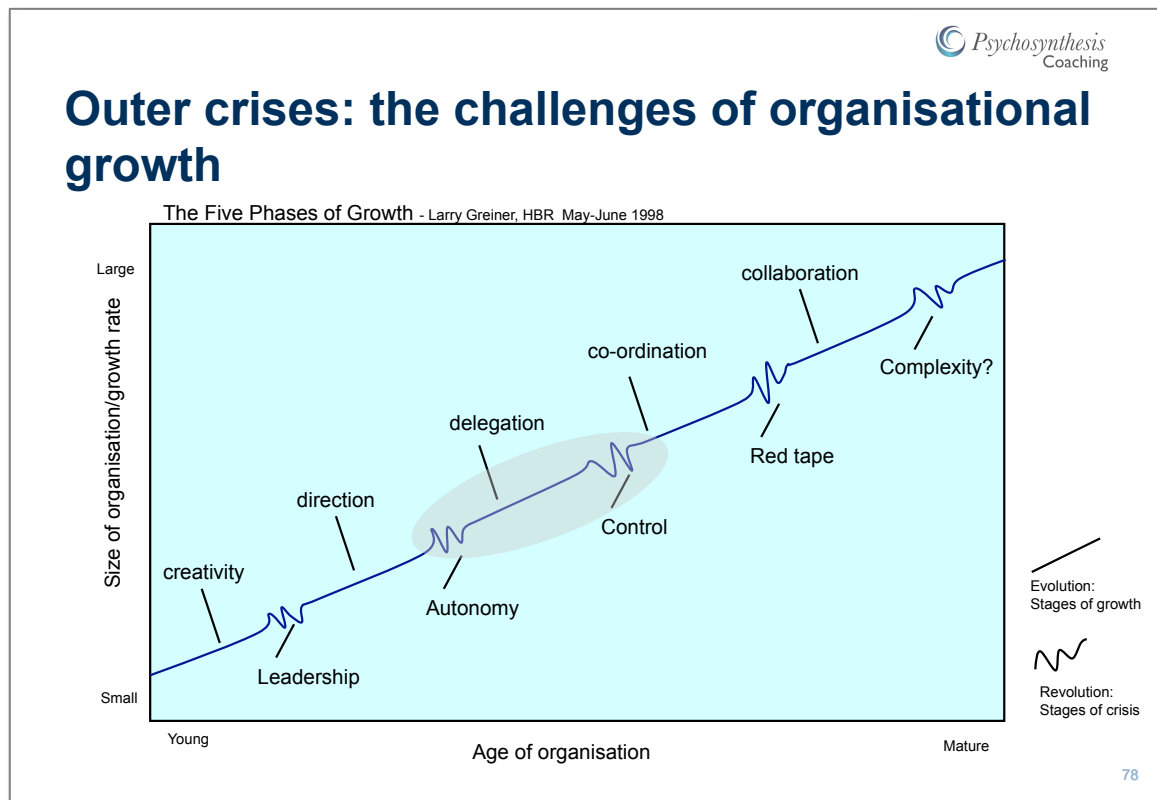 Psychosynthesis
Coaching
Outer crises: the challenges of organisational
growth
The Five Phases of Growth - Larry Greiner, HBR May-June 1998
Large
Size of organisation/growth rate
Small
creativity
Leadership
direction
Autonomy
delegation
Control
co-ordination
Red tape
collaboration
Complexity?
Evolution:
Stages of growth
Revolution:
Stages of crisis
Young
Age of organisation
Mature
78